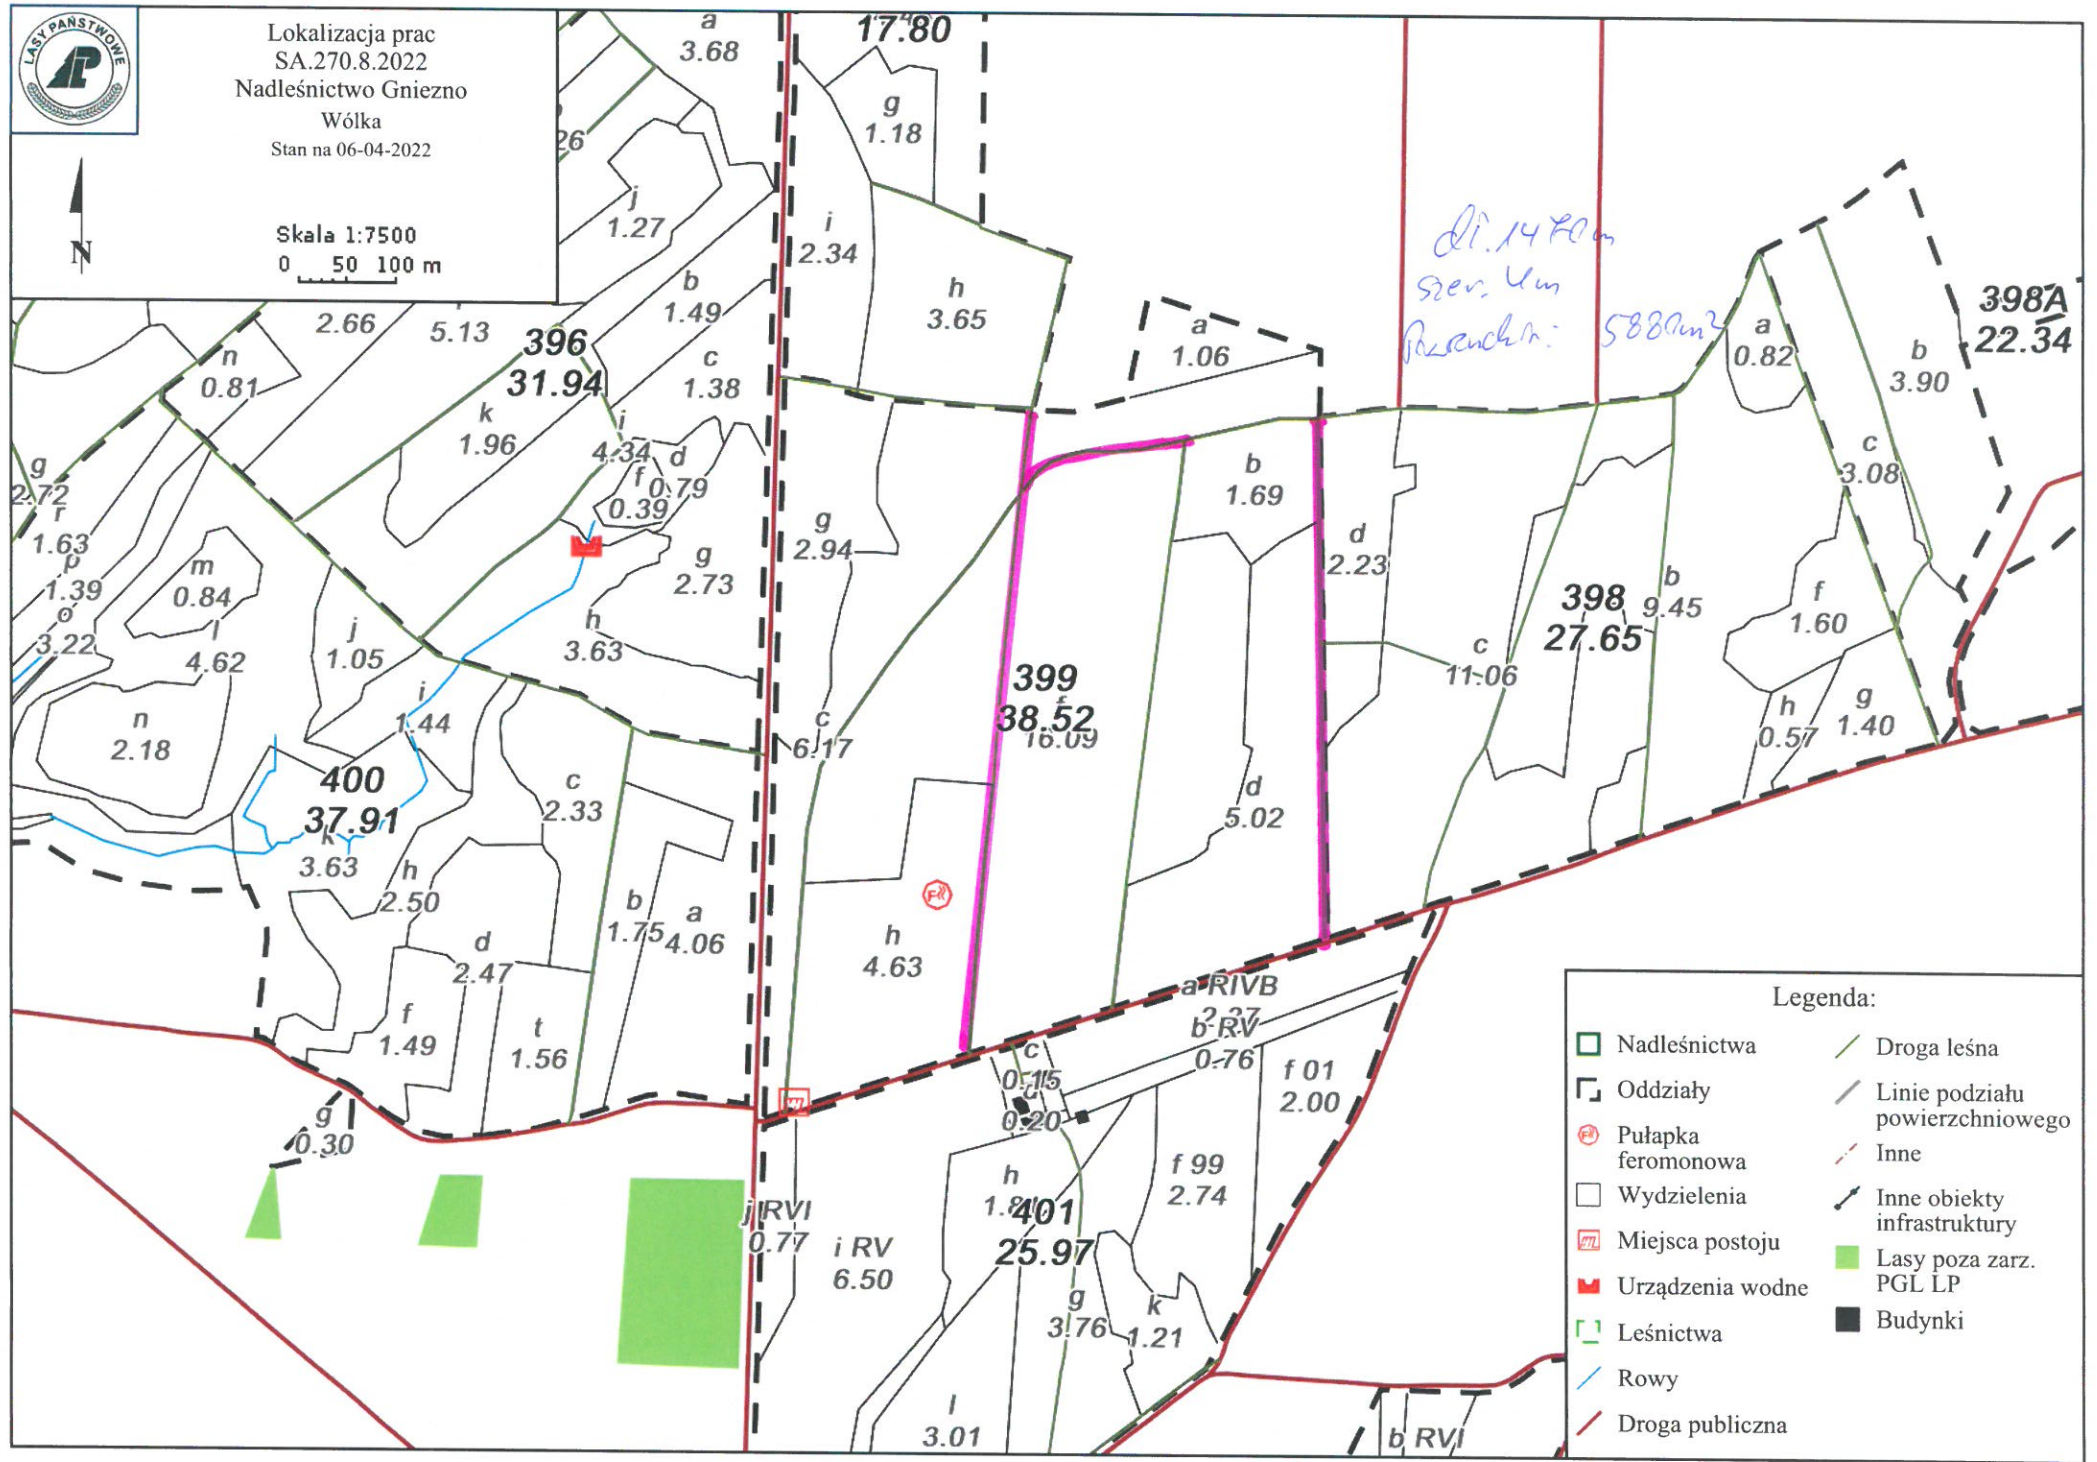 LASY PAŃSTWOWE
Lokalizacja prac
SA.270.8.2022
Nadleśnictwo Gniezno
Wólka
Stan na 06-04-2022
N
Skala 1:7500
0 50 100 m
a
3.68
17.80
g
1.18
26
j
1.27
i
2.34
b
1.49
h
3.65
dł. 1470m
szer. 4m
5880m²
a
1.06
398A
22.34
a
0.82
b
3.90
2.66
5.13
396
31.94
n
0.81
c
1.38
k
1.96
i
4.34
d
0.79
f
0.39
g
2.72
r
1.63
p
1.39
o
3.22
m
0.84
l
4.62
j
1.05
g
2.73
h
3.63
g
2.94
b
1.69
d
2.23
c
3.08
398
27.65
b
9.45
f
1.60
c
11.06
399
38.52
f
16.09
c
6.17
n
2.18
i
1.44
h
0.57
g
1.40
400
37.91
k
3.63
c
2.33
d
5.02
h
2.50
b
1.75
a
4.06
d
2.47
h
4.63
f
1.49
t
1.56
a RIVB
2.37
b RV
0.76
c
0.15
0.20
f 01
2.00
g
0.30
f 99
2.74
h
401
25.97
j RVI
0.77
i RV
6.50
g
3.76
k
1.21
l
3.01
b RVI
Legenda:
Nadleśnictwa
Oddziały
Pułapka
feromonowa
Wydzielenia
Miejsca postoju
Urządzenia wodne
Leśnictwa
Rowy
Droga publiczna
Droga leśna
Linie podziału
powierzchniowego
Inne
Inne obiekty
infrastruktury
Lasy poza zarz.
PGL LP
Budynki